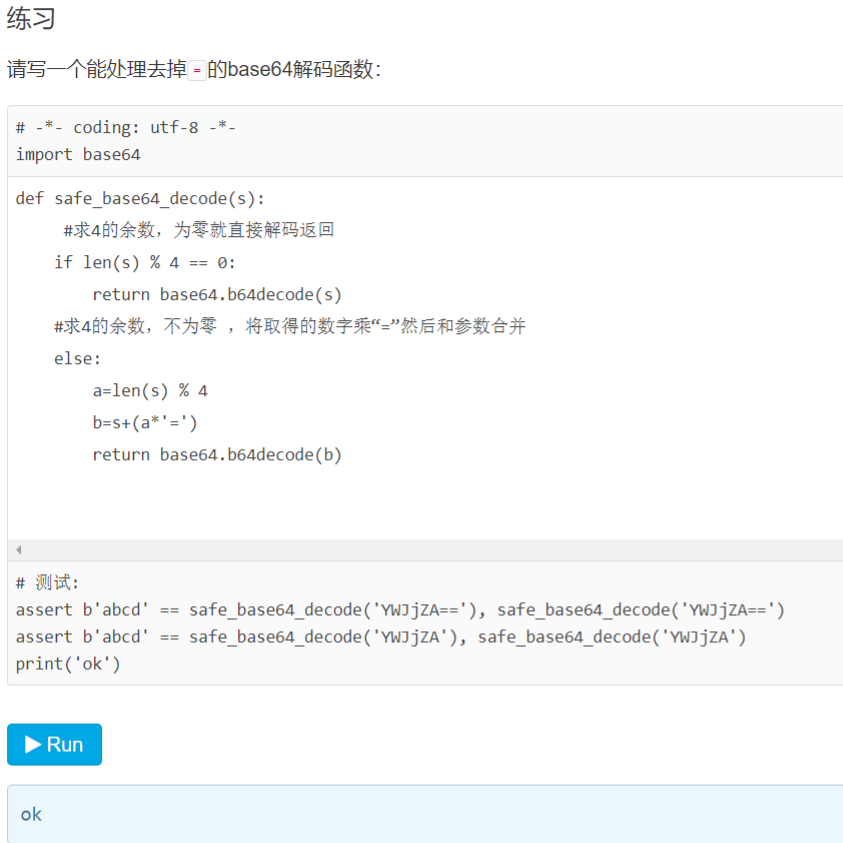 练习
请写一个能处理去掉=的base64解码函数：
# -*- coding: utf-8 -*-
import base64
def safe_base64_decode(s):
     #求4的余数，为零就直接解码返回
    if len(s) % 4 == 0:
        return base64.b64decode(s)
    #求4的余数，不为零 ，将取得的数字乘“=”然后和参数合并
    else:
        a=len(s) % 4
        b=s+(a*'=')
        return base64.b64decode(b)
# 测试:
assert b'abcd' == safe_base64_decode('YWJjZA=='), safe_base64_decode('YWJjZA==')
assert b'abcd' == safe_base64_decode('YWJjZA'), safe_base64_decode('YWJjZA')
print('ok')
Run
ok